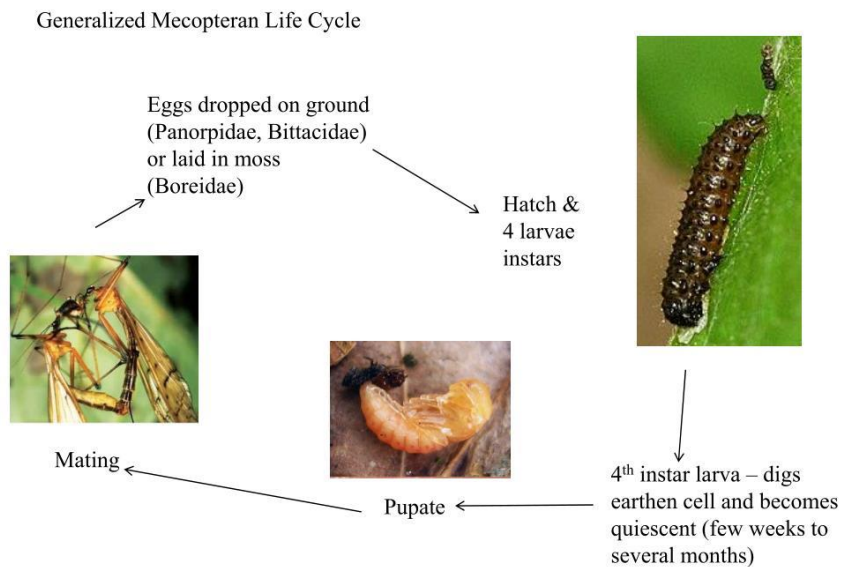 Generalized Mecopteran Life Cycle
Eggs dropped on ground
(Panorpidae, Bittacidae)
or laid in moss
(Boreidae)
Hatch &
4 larvae
instars
4th instar larva – digs
earthen cell and becomes
quiescent (few weeks to
several months)
Pupate
Mating